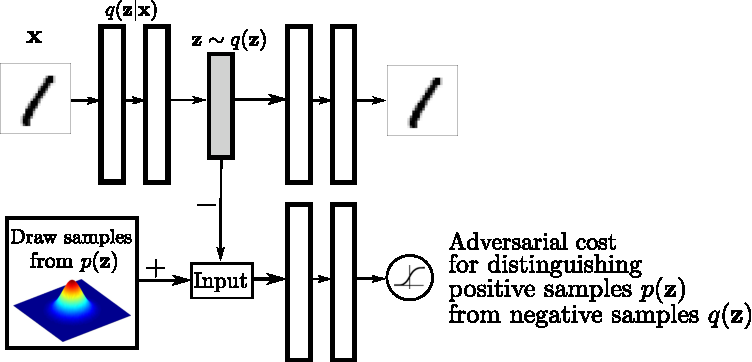 q(z|x)
x
z ∼ q(z)
−
Draw samples
from p(z)
+
Input
Adversarial cost
for distinguishing
positive samples p(z)
from negative samples q(z)